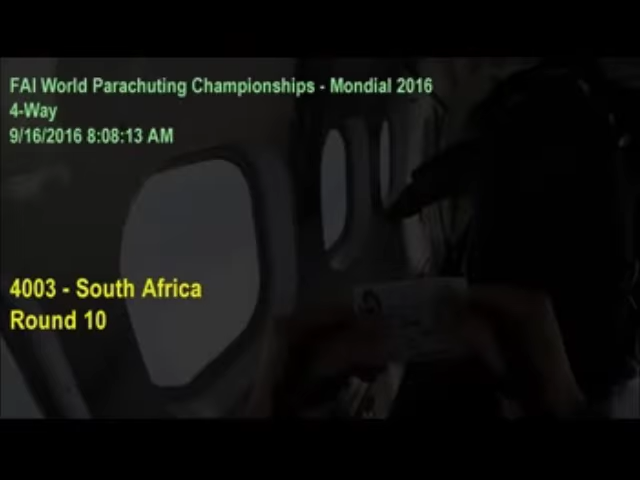 FAI World Parachuting Championships - Mondial 2016
4-Way
9/16/2016 8:08:13 AM
4003 - South Africa
Round 10